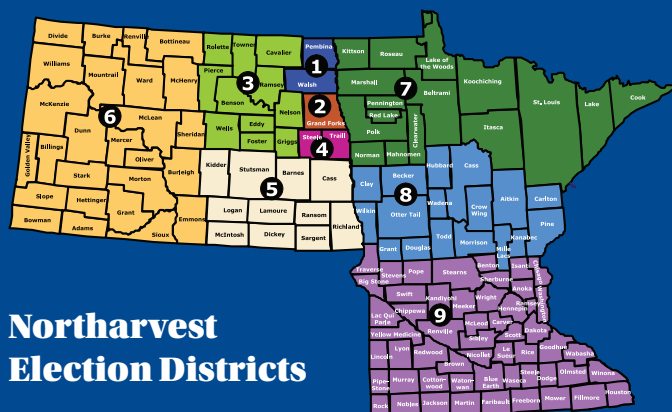 Divide
Burke
Renville
Bottineau
Rolette
Towner
Cavalier
Pembina
Williams
Mountrail
Ward
McHenry
Pierce
Benson
Ramsey
Walsh
1
3
2
Nelson
Grand Forks
McKenzie
6
McLean
Sheridan
Wells
Eddy
Foster
Griggs
Steele
Traill
4
Golden Valley
Billings
Dunn
Mercer
Oliver
Stark
Morton
Burleigh
Kidder
Stutsman
Barnes
Cass
5
Slope
Hettinger
Grant
Bowman
Adams
Sioux
Emmons
Logan
Lamoure
Ransom
Richland
McIntosh
Dickey
Sargent
Kittson
Roseau
Lake of
the Woods
Marshall
7
Beltrami
Koochiching
St. Louis
Lake
Cook
Pennington
Red Lake
Polk
Clearwater
Itasca
Norman
Mahnomen
Hubbard
Cass
Clay
Becker
8
Wadena
Crow
Wing
Aitkin
Carlton
Wilkin
Otter Tail
Pine
Grant
Douglas
Todd
Morrison
Mille
Lacs
Kanabec
Traverse
Big Stone
Stevens
Pope
Stearns
Benton
Isanti
Chisago
Sherburne
Anoka
Washington
Swift
Kandiyohi
Meeker
Wright
Hennepin
Ramsey
Lac Qui
Parle
Chippewa
9
McLeod
Carver
Scott
Dakota
Yellow Medicine
Renville
Sibley
Lincoln
Lyon
Redwood
Brown
Nicollet
Le
Sueur
Rice
Goodhue
Wabasha
Pipe-
Stone
Murray
Cotton-
wood
Waton-
wan
Blue
Earth
Waseca
Steele
Dodge
Olmsted
Winona
Rock
Nobles
Jackson
Martin
Faribault
Freeborn
Mower
Fillmore
Houston
Northarvest
Election Districts